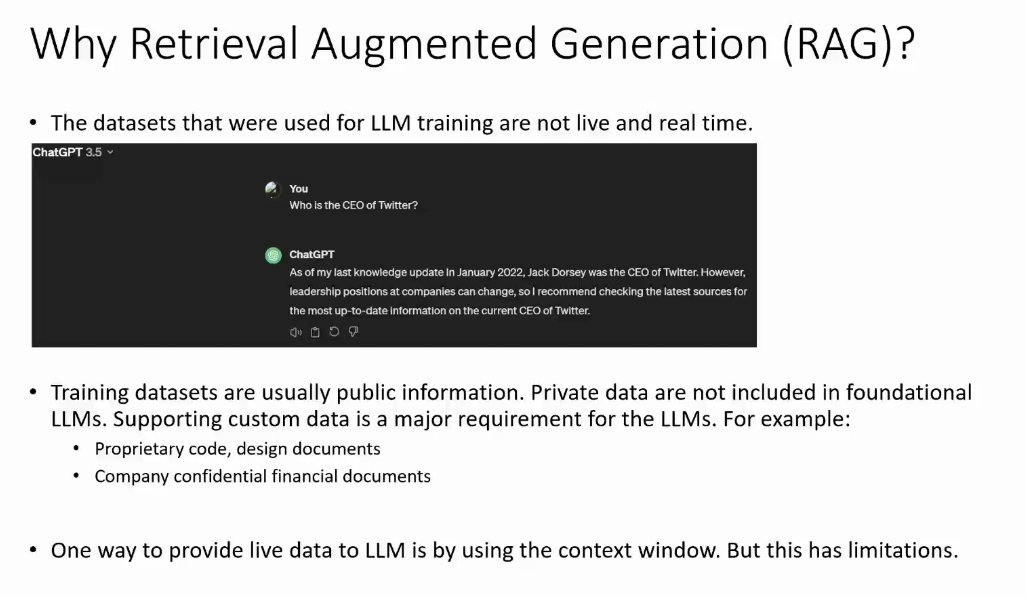 Why Retrieval Augmented Generation (RAG)?
• The datasets that were used for LLM training are not live and real time.
ChatGPT 3.5
You
Who is the CEO of Twitter?
ChatGPT
As of my last knowledge update in January 2022, Jack Dorsey was the CEO of Twitter. However,
leadership positions at companies can change, so I recommend checking the latest sources for
the most up-to-date information on the current CEO of Twitter.
• Training datasets are usually public information. Private data are not included in foundational
LLMs. Supporting custom data is a major requirement for the LLMs. For example:
• Proprietary code, design documents
• Company confidential financial documents
• One way to provide live data to LLM is by using the context window. But this has limitations.